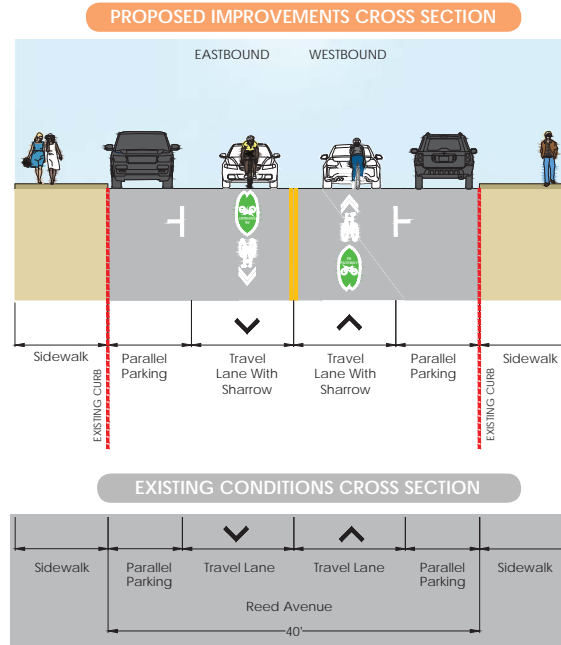 PROPOSED IMPROVEMENTS CROSS SECTION
EASTBOUND WESTBOUND
Sidewalk
Parallel
Parking
Travel
Lane With
Sharrow
Travel
Lane With
Sharrow
Parallel
Parking
Sidewalk
EXISTING CURB
EXISTING CURB
EXISTING CONDITIONS CROSS SECTION
Sidewalk
Parallel
Parking
Travel Lane
Travel Lane
Parallel
Parking
Sidewalk
Reed Avenue
40'